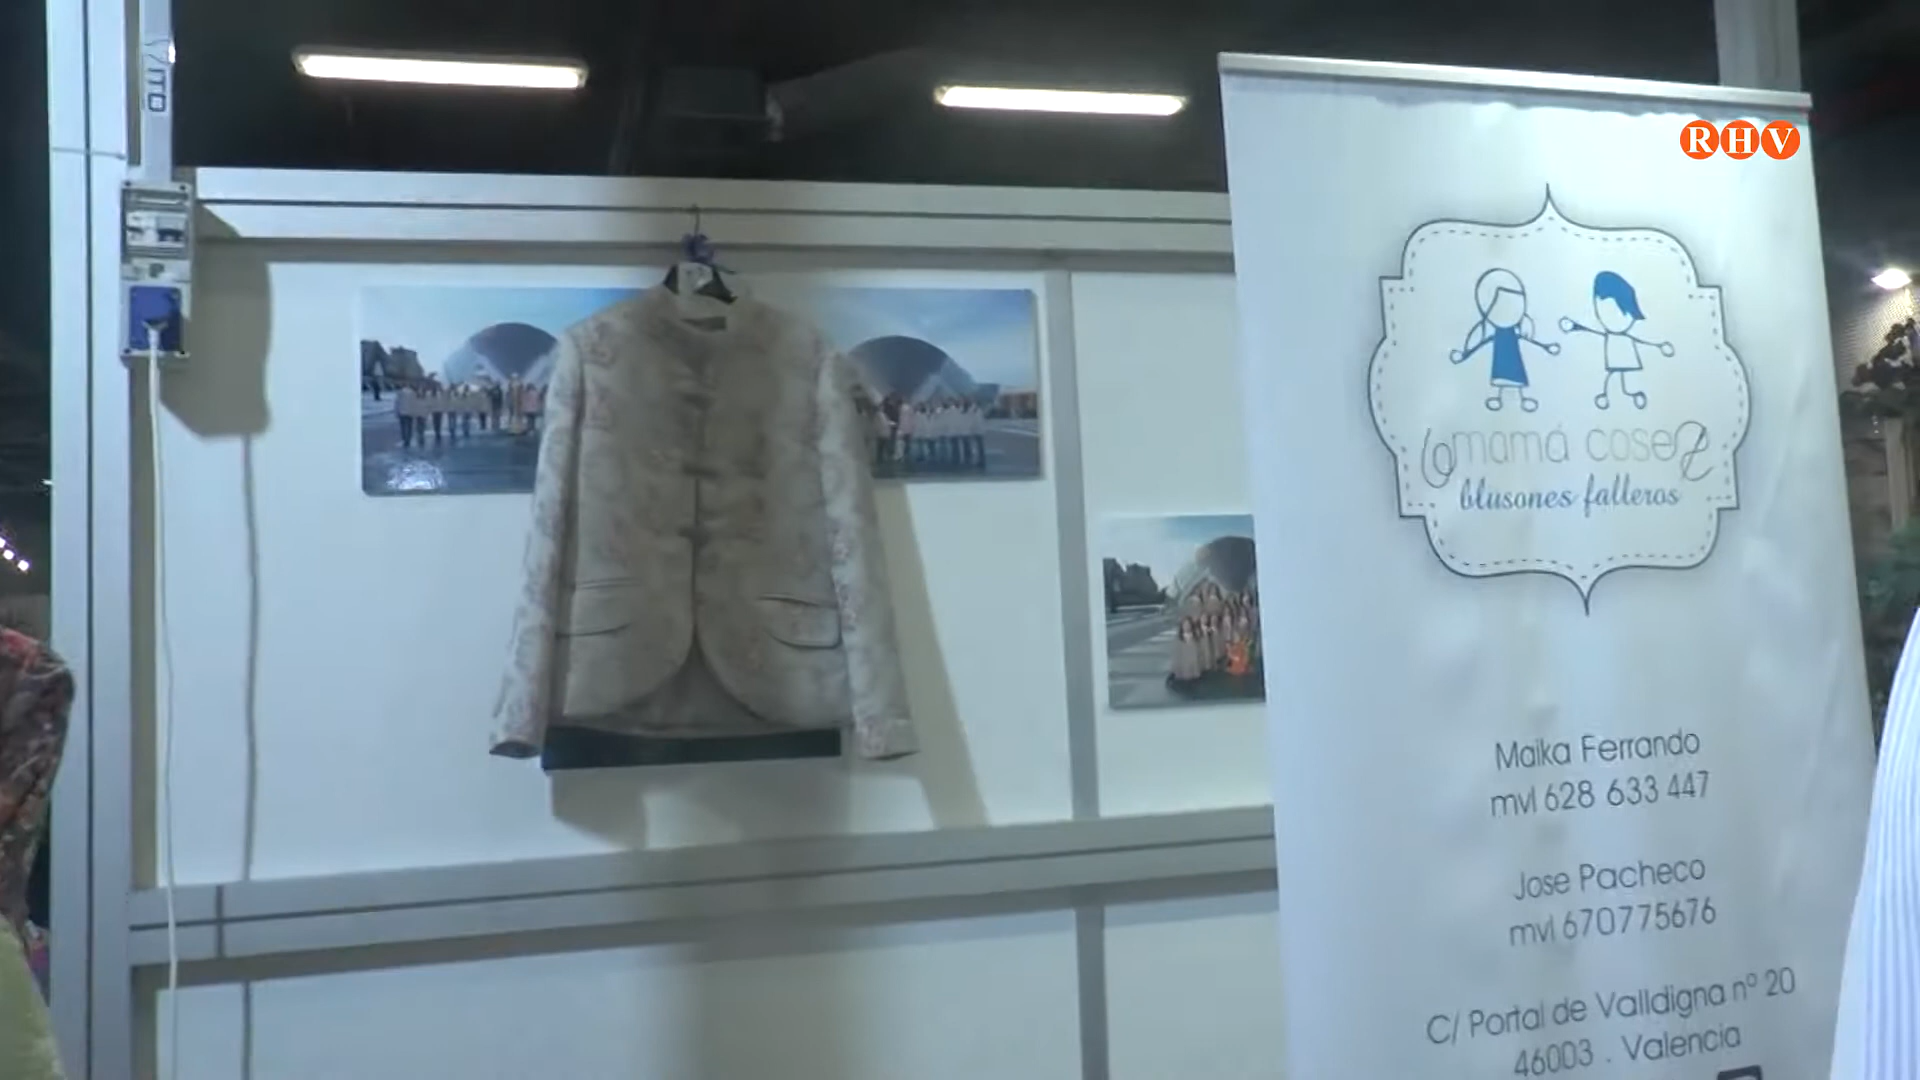 RHV
mamá cose
blusones falleros
Maika Ferrando
mvl 628 633 447
Jose Pacheco
mvl 670775676
C/ Portal de Valldigna nº 20
46003 . Valencia